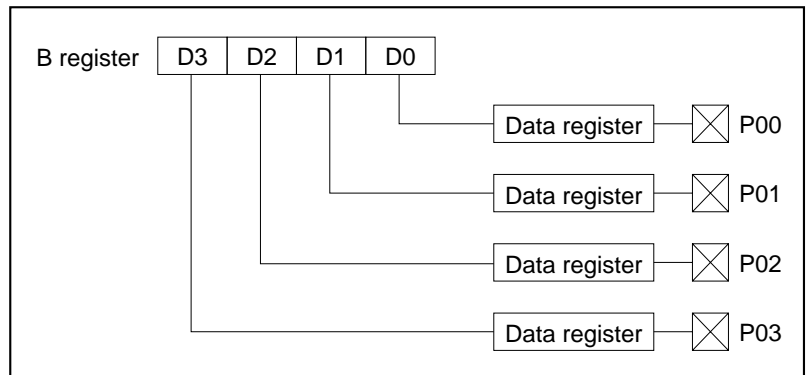 B register D3 D2 D1 D0
Data register P00
Data register P01
Data register P02
Data register P03